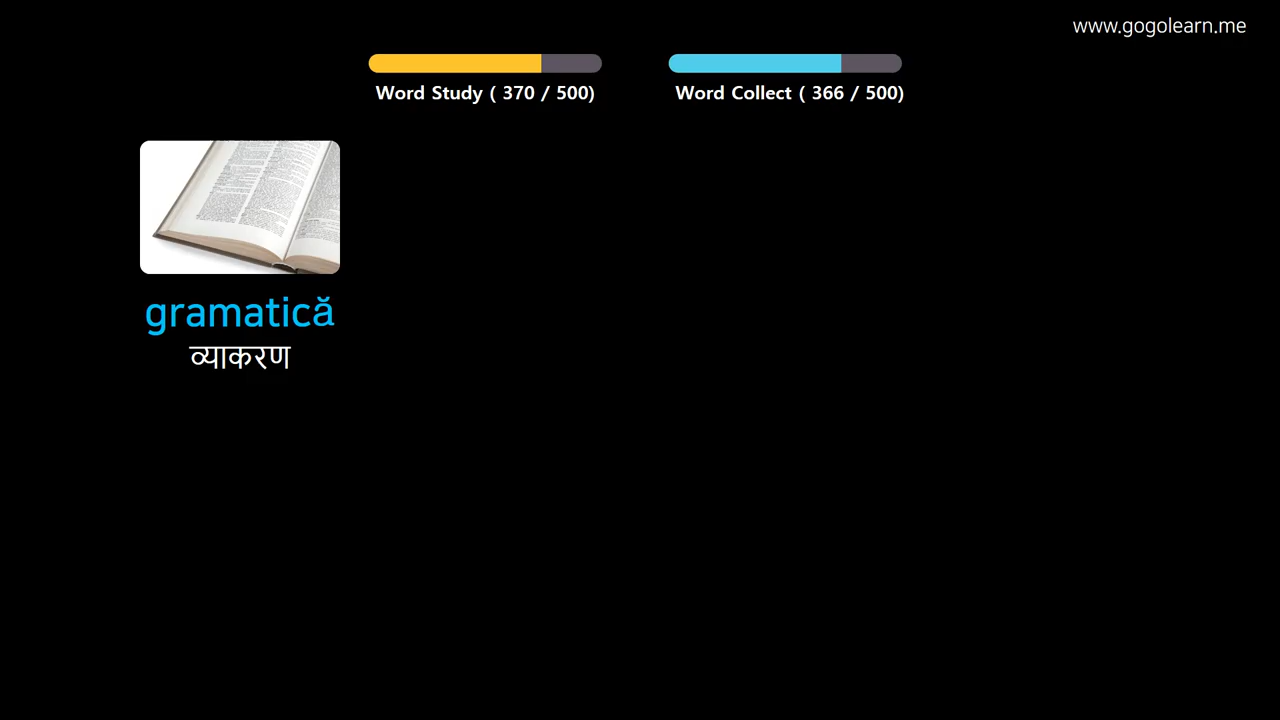 www.gogolearn.me
Word Study ( 370 / 500)
Word Collect ( 366 / 500)
gramatică
व्याकरण